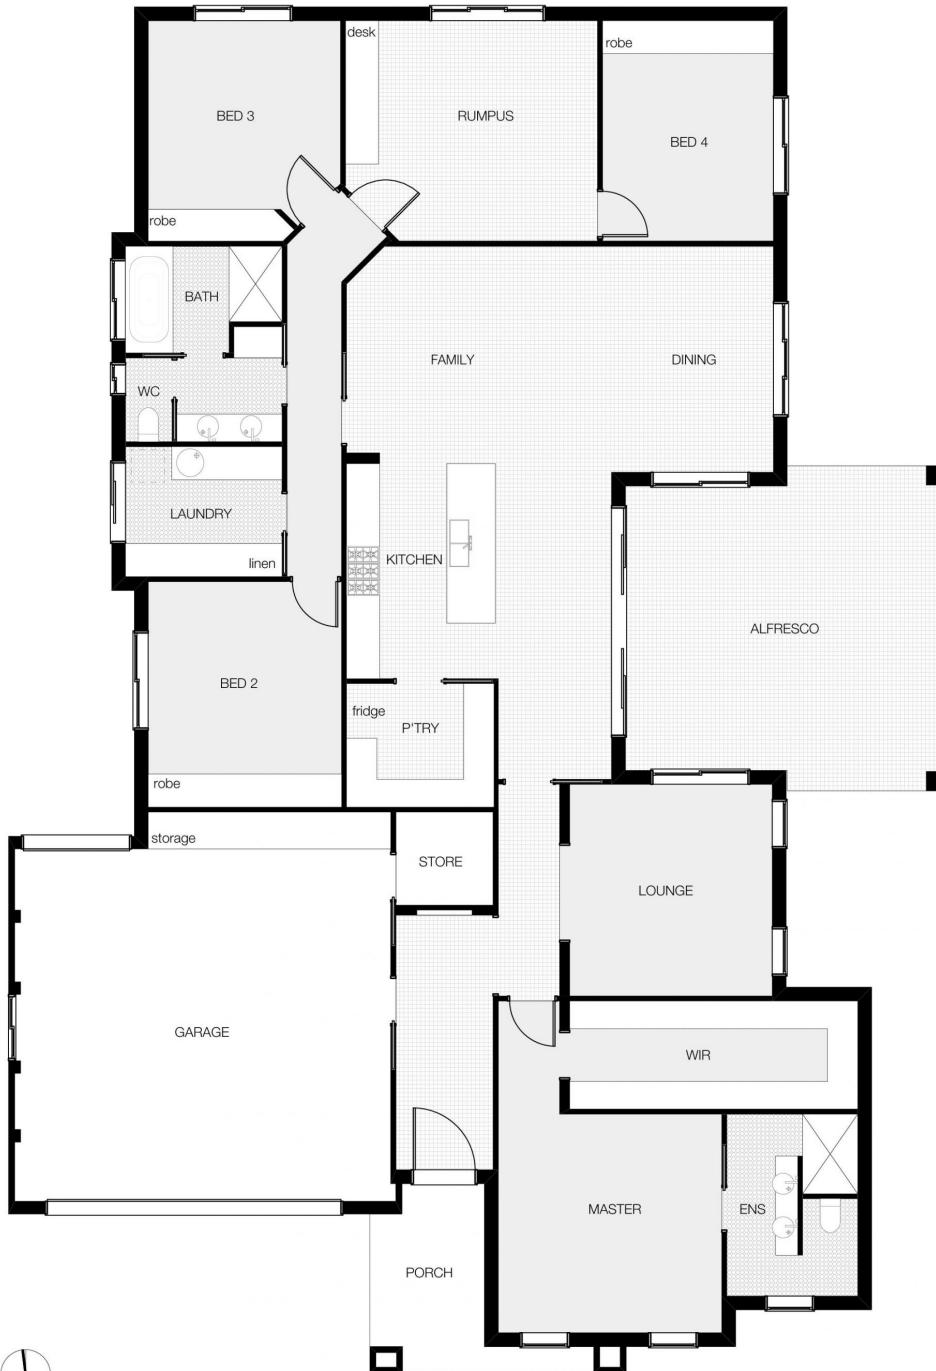 desk
robe
BED 3
RUMPUS
BED 4
robe
BATH
FAMILY
DINING
WC
LAUNDRY
linen
KITCHEN
ALFRESCO
BED 2
fridge
P'TRY
robe
storage
STORE
LOUNGE
GARAGE
WIR
MASTER
ENS
PORCH